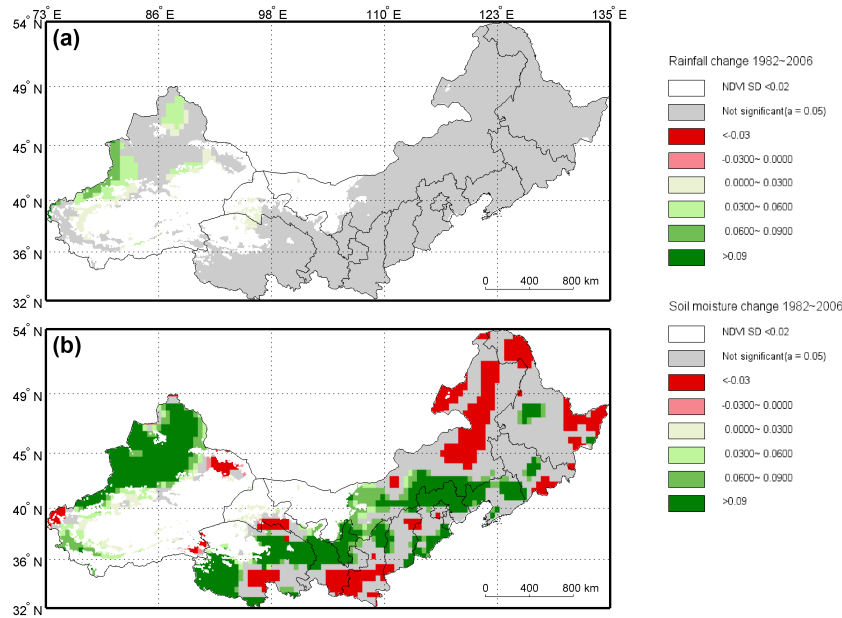 73° E 86° E 98° E 110° E 123° E 135° E
54° N
(a)
49° N
45° N
40° N
36° N
32° N
0 400 800 km
Rainfall change 1982~2006
NDVI SD <0.02
Not significant(a = 0.05)
<-0.03
-0.0300~ 0.0000
0.0000~ 0.0300
0.0300~ 0.0600
0.0600~ 0.0900
>0.09
54° N
(b)
49° N
45° N
40° N
36° N
32° N
0 400 800 km
Soil moisture change 1982~2006
NDVI SD <0.02
Not significant(a = 0.05)
<-0.03
-0.0300~ 0.0000
0.0000~ 0.0300
0.0300~ 0.0600
0.0600~ 0.0900
>0.09